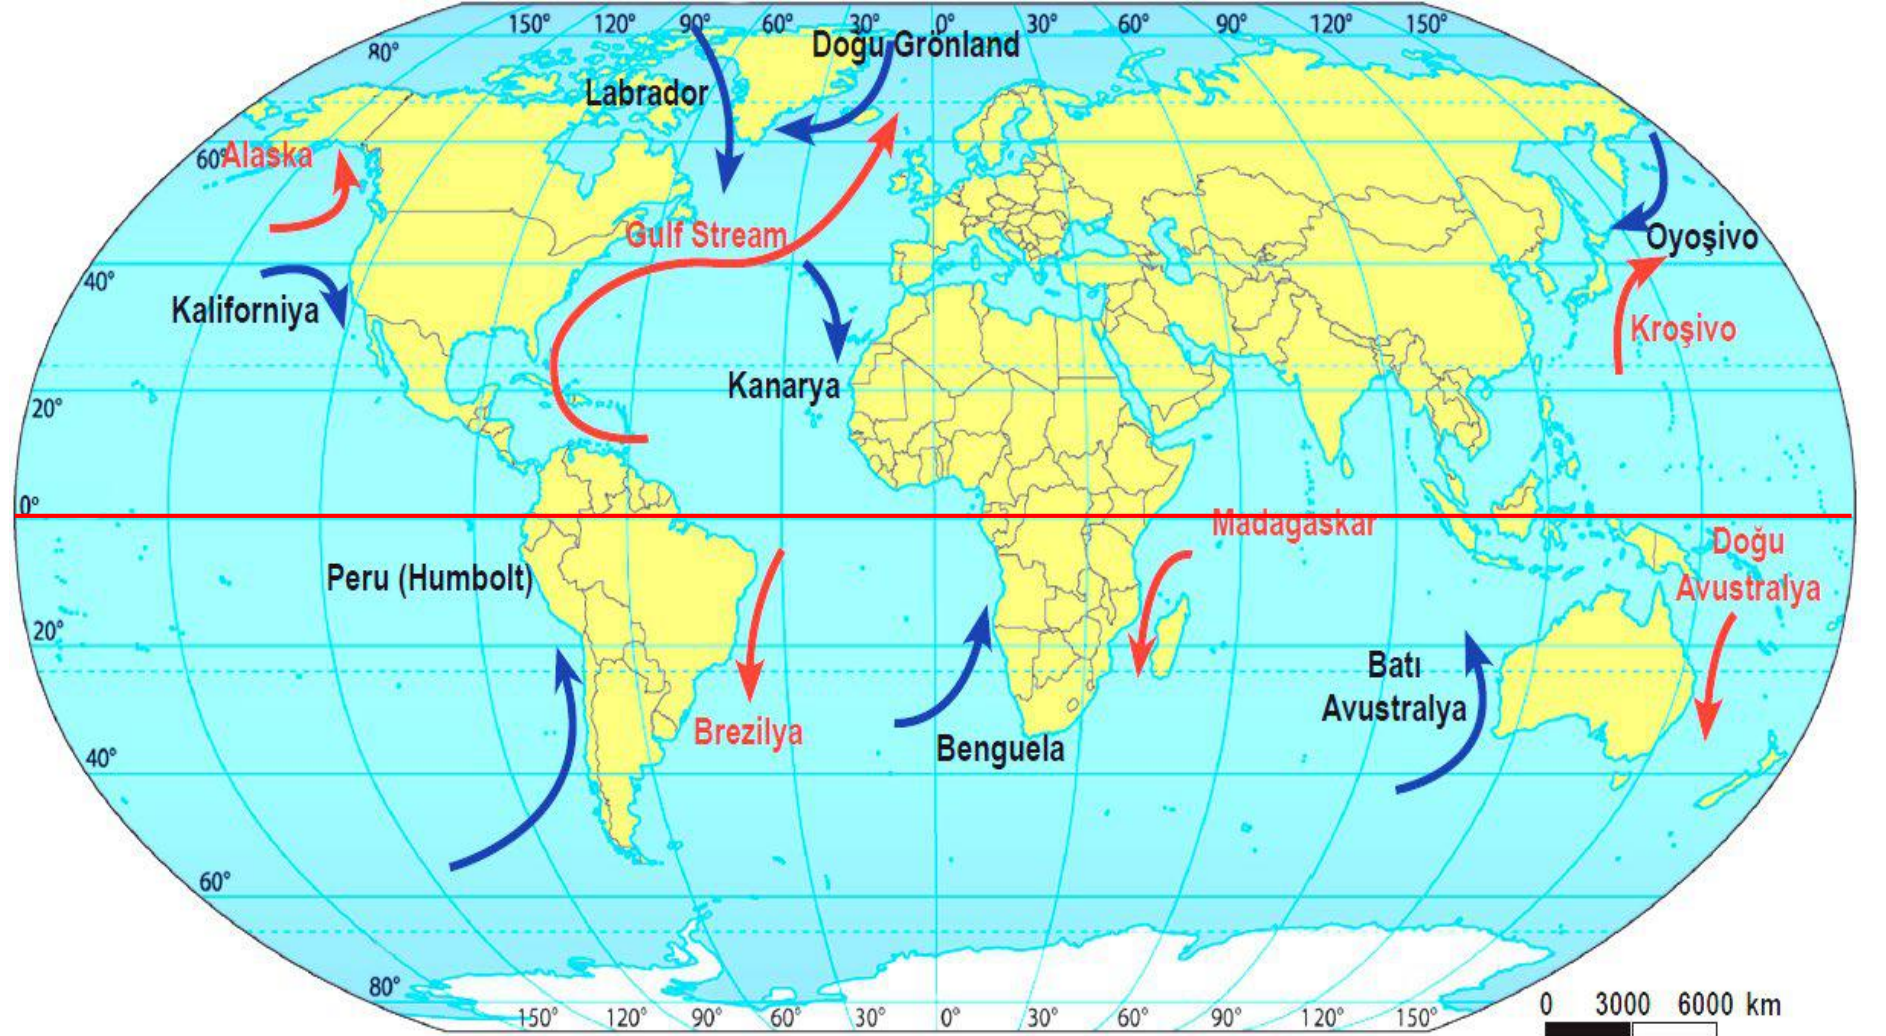 150° 120° 90° 60° 30° 0° 30° 60° 90° 120° 150°
80°
Doğu Grönland
Labrador
60°
Alaska
Gulf Stream
Oyoşivo
40°
Kaliforniya
Kroşivo
Kanarya
20°
0°
Madagaskar
Doğu
Avustralya
Peru (Humbolt)
20°
Batı
Avustralya
Brezilya
Benguela
40°
60°
80°
150° 120° 90° 60° 30° 0° 30° 60° 90° 120° 150°
0 3000 6000 km